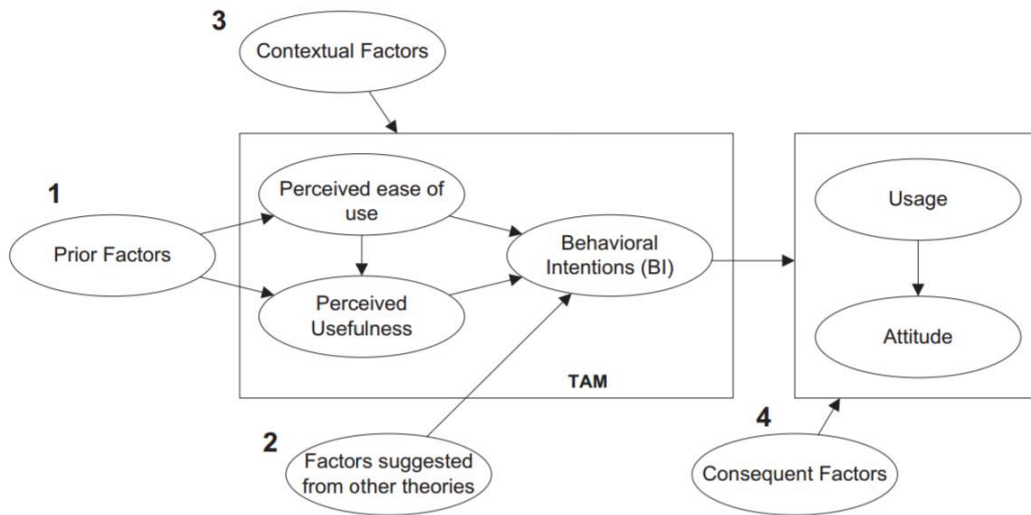 3
Contextual Factors
1
Prior Factors
Perceived ease of
use
Perceived
Usefulness
Behavioral
Intentions (BI)
TAM
Usage
Attitude
2
Factors suggested
from other theories
4
Consequent Factors